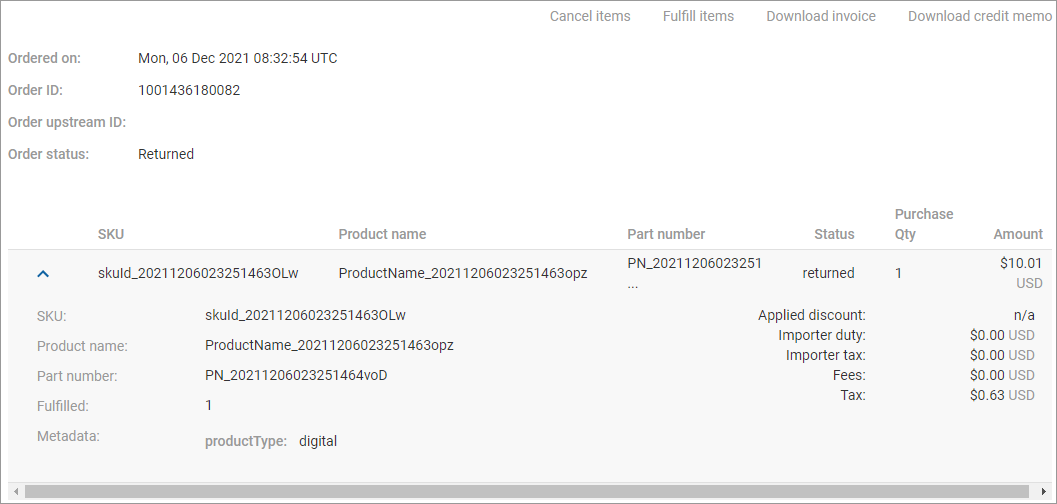 Cancel items Fulfill items Download invoice Download credit memo
Ordered on: Mon, 06 Dec 2021 08:32:54 UTC
Order ID: 1001436180082
Order upstream ID:
Order status: Returned
Purchase
SKU Product name Part number Status Qty Amount
skuId_20211206023251463OLw ProductName_20211206023251463opz PN_20211206023251 returned 1 $10.01
... USD
SKU: skuId_20211206023251463OLw Applied discount: n/a
Importer duty: $0.00 USD
Product name: ProductName_20211206023251463opz
Importer tax: $0.00 USD
Part number: PN_20211206023251464voD Fees: $0.00 USD
Tax: $0.63 USD
Fulfilled: 1
Metadata: productType: digital